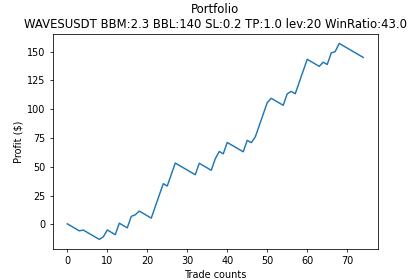 Portfolio
WAVESUSDT BBM:2.3 BBL:140 SL:0.2 TP:1.0 lev:20 WinRatio:43.0
150
125
100
75
50
25
0
Profit ($)
0 10 20 30 40 50 60 70
Trade counts